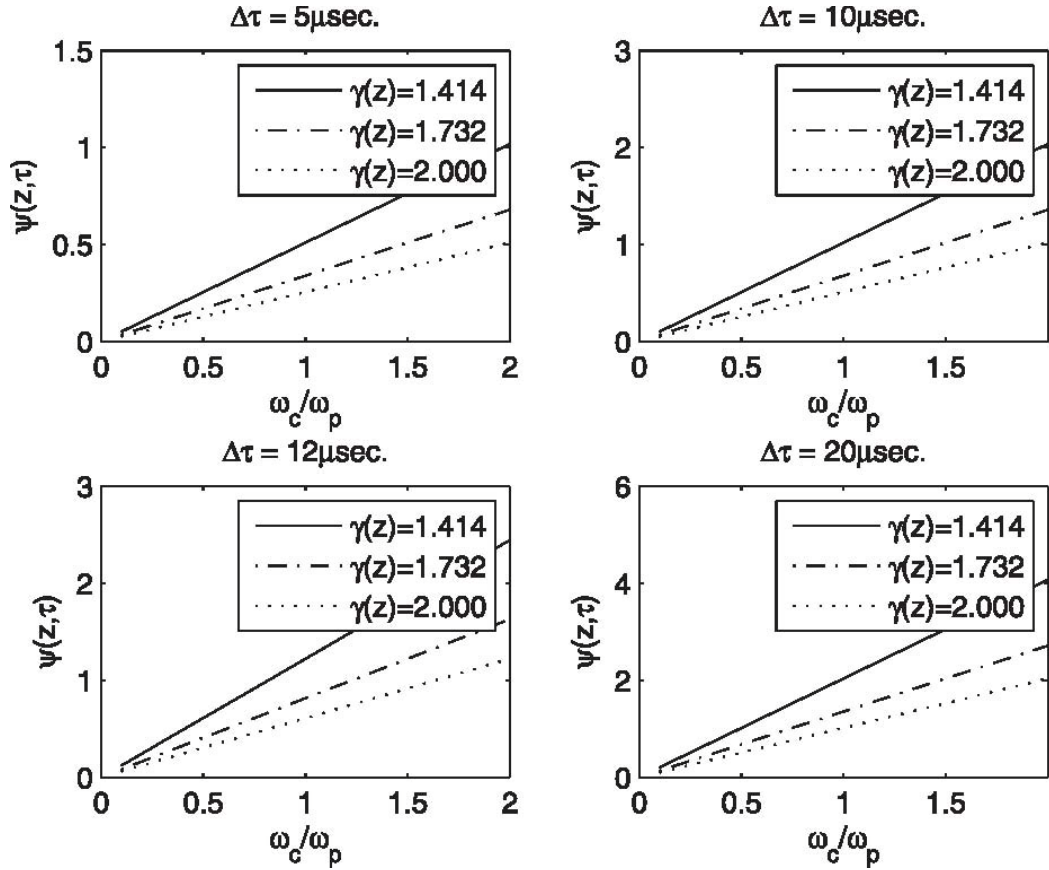 Δτ = 5μsec.
1.5
1
0.5
0
ψ(z,τ)
γ(z)=1.414
γ(z)=1.732
γ(z)=2.000
0 0.5 1 1.5 2
ω_c/ω_p
Δτ = 10μsec.
3
2
1
0
ψ(z,τ)
γ(z)=1.414
γ(z)=1.732
γ(z)=2.000
0 0.5 1 1.5
ω_c/ω_p
Δτ = 12μsec.
3
2
1
0
ψ(z,τ)
γ(z)=1.414
γ(z)=1.732
γ(z)=2.000
0 0.5 1 1.5 2
ω_c/ω_p
Δτ = 20μsec.
6
4
2
0
ψ(z,τ)
γ(z)=1.414
γ(z)=1.732
γ(z)=2.000
0 0.5 1 1.5
ω_c/ω_p